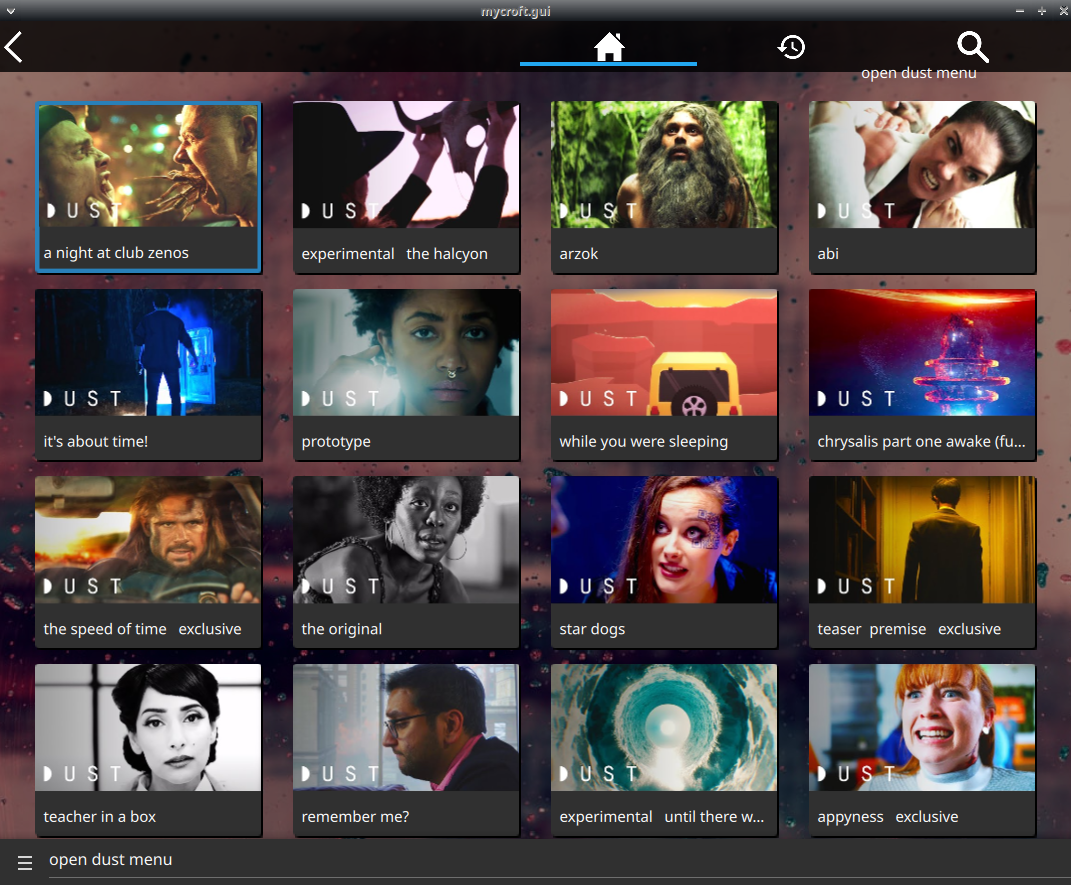 mycroft.gui
open dust menu
DUST
DUST
DUST
DUST
a night at club zenos
experimental the halcyon
arzok
abi
DUST
DUST
DUST
DUST
it's about time!
prototype
while you were sleeping
chrysalis part one awake (fu...
DUST
DUST
DUST
DUST
the speed of time exclusive
the original
star dogs
teaser premise exclusive
DUST
DUST
DUST
DUST
teacher in a box
remember me?
experimental until there w...
appyness exclusive
open dust menu